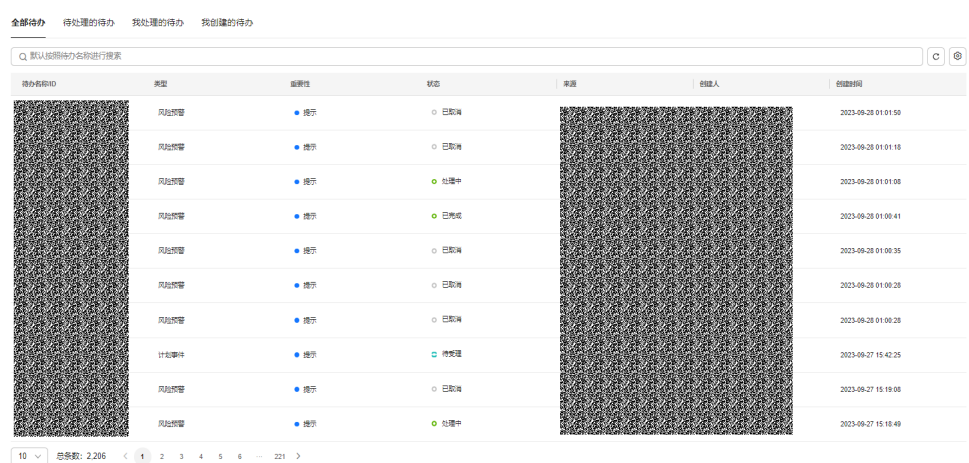 全部待办 待处理的待办 我处理的待办 我创建的待办
默认按照待办名称进行搜索
待办名称/ID 类型 重要性 状态 来源 创建人 创建时间
风险预警 提示 已取消 2023-09-28 01:01:50
风险预警 提示 已取消 2023-09-28 01:01:18
风险预警 提示 处理中 2023-09-28 01:01:08
风险预警 提示 已完成 2023-09-28 01:00:41
风险预警 提示 已取消 2023-09-28 01:00:35
风险预警 提示 已取消 2023-09-28 01:00:28
风险预警 提示 已取消 2023-09-28 01:00:28
计划事件 提示 待受理 2023-09-27 15:42:25
风险预警 提示 已取消 2023-09-27 15:19:08
风险预警 提示 处理中 2023-09-27 15:18:49
10 总条数: 2,206 < 1 2 3 4 5 6 ··· 221 >